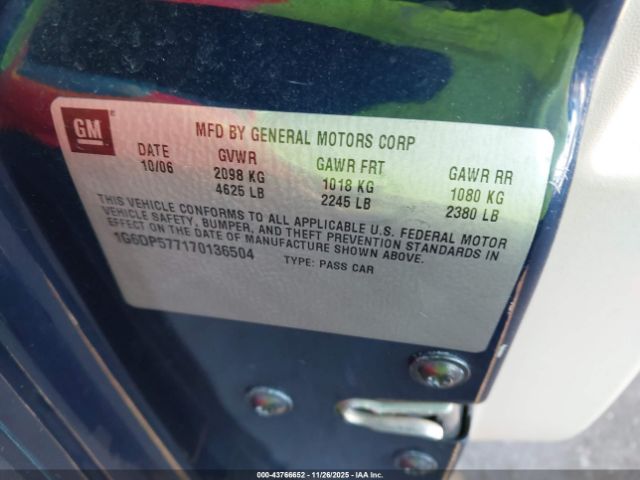 GM
MFD BY GENERAL MOTORS CORP
DATE GVWR GAWR FRT GAWR RR
10/06 2098 KG 1018 KG 1080 KG
4625 LB 2245 LB 2380 LB
THIS VEHICLE CONFORMS TO ALL APPLICABLE U.S. FEDERAL MOTOR
VEHICLE SAFETY, BUMPER, AND THEFT PREVENTION STANDARDS IN
EFFECT ON THE DATE OF MANUFACTURE SHOWN ABOVE.
1G6DP577170136504 TYPE: PASS CAR
00-43766652 - 11/26/2025 - IAA Inc.